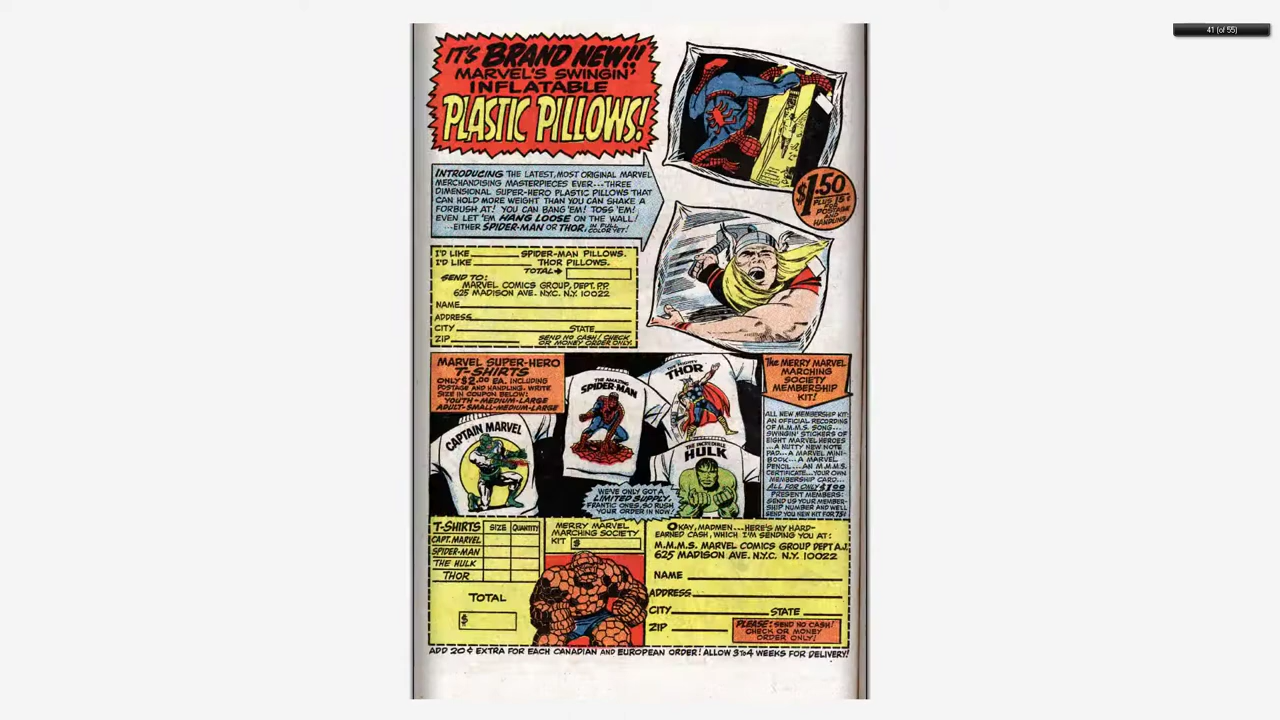 41 (of 55)
IT'S BRAND NEW!!
MARVEL'S SWINGIN'
INFLATABLE
PLASTIC PILLOWS!
INTRODUCING THE LATEST, MOST ORIGINAL MARVEL
MERCHANDISING MASTERPIECES EVER---THREE
DIMENSIONAL SUPER-HERO PLASTIC PILLOWS THAT
CAN HOLD MORE WEIGHT THAN YOU CAN SHAKE A
FORBUSH AT! YOU CAN BANG 'EM! TOSS 'EM!
EVEN LET 'EM HANG LOOSE ON THE WALL!
...EITHER SPIDER-MAN OR THOR, IN FULL
COLOR YET!
$1.50
PLUS 15¢
FOR
POSTAGE
AND
HANDLING
I'D LIKE ______ SPIDER-MAN PILLOWS.
I'D LIKE ______ THOR PILLOWS.
TOTAL→
SEND TO:
MARVEL COMICS GROUP, DEPT. P.P.
625 MADISON AVE. N.Y.C. N.Y. 10022
NAME
ADDRESS
CITY STATE
ZIP SEND NO CASH! CHECK
OR MONEY ORDER ONLY.
MARVEL SUPER-HERO
T-SHIRTS
ONLY $2.00 EA. INCLUDING
POSTAGE AND HANDLING. WRITE
SIZE IN COUPON BELOW:
YOUTH-MEDIUM-LARGE
ADULT-SMALL-MEDIUM-LARGE
CAPTAIN MARVEL
THE AMAZING
SPIDER-MAN
THE MIGHTY
THOR
THE INCREDIBLE
HULK
WE'VE ONLY GOT A
LIMITED SUPPLY,
FRANTIC ONES, SO RUSH
YOUR ORDER IN NOW!
The MERRY MARVEL
MARCHING
SOCIETY
MEMBERSHIP
KIT!
ALL NEW MEMBERSHIP KIT:
AN OFFICIAL RECORDING
OF M.M.M.S. SONG...
SWINGIN' STICKERS OF
EIGHT MARVEL HEROES
...A NUTTY NEW NOTE
PAD...A MARVEL MINI-
BOOK...A MARVEL
PENCIL...AN M.M.M.S.
CERTIFICATE...YOUR OWN
MEMBERSHIP CARD...
ALL FOR ONLY $1.00
PRESENT MEMBERS:
SEND US YOUR MEMBER-
SHIP NUMBER AND WE'LL
SEND YOU NEW KIT FOR 75¢
T-SHIRTS SIZE QUANTITY
CAPT. MARVEL
SPIDER-MAN
THE HULK
THOR
TOTAL
$
MERRY MARVEL
MARCHING SOCIETY
KIT $
OKAY, MADMEN---HERE'S MY HARD-
EARNED CASH, WHICH I'M SENDING YOU AT:
M.M.M.S. MARVEL COMICS GROUP DEPT A.J.
625 MADISON AVE. N.Y.C. N.Y. 10022
NAME
ADDRESS
CITY STATE
ZIP
PLEASE: SEND NO CASH!
CHECK OR MONEY
ORDER ONLY!
ADD 20¢ EXTRA FOR EACH CANADIAN AND EUROPEAN ORDER! ALLOW 3 TO 4 WEEKS FOR DELIVERY!